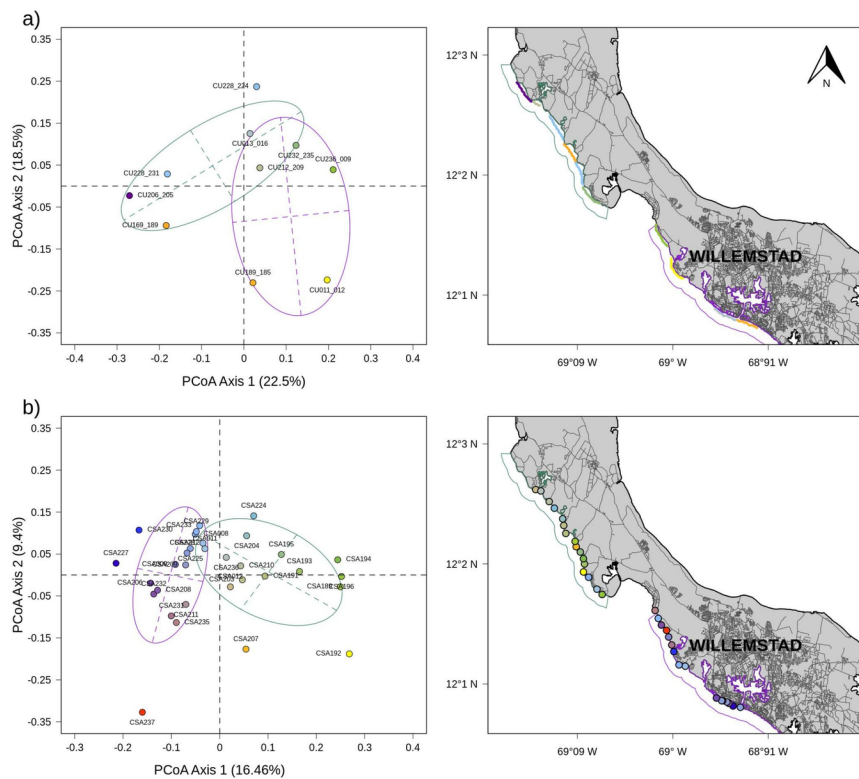 a)
0.35
0.25
0.15
0.05
-0.05
-0.15
-0.25
-0.35
PCoA Axis 2 (18.5%)
CU228_224
CU013_016
CU232_235
CU236_009
CU212_209
CU228_231
CU206_205
CU169_189
CU189_185
CU011_012
-0.4 -0.3 -0.2 -0.1 0 0.1 0.2 0.3 0.4
PCoA Axis 1 (22.5%)
12°3 N
12°2 N
12°1 N
N
WILLEMSTAD
69°09 W 69° W 68°91 W
b)
0.35
0.25
0.15
0.05
-0.05
-0.15
-0.25
-0.35
PCoA Axis 2 (9.4%)
CSA224
CSA229
CSA233
CSA230
CSA204
CSA195
CSA227
CSA225
CSA194
CSA193
CSA236
CSA210
CSA191
CSA196
CSA232
CSA208
CSA231
CSA211
CSA235
CSA207
CSA192
CSA237
-0.4 -0.3 -0.2 -0.1 0 0.1 0.2 0.3 0.4
PCoA Axis 1 (16.46%)
12°3 N
12°2 N
12°1 N
WILLEMSTAD
69°09 W 69° W 68°91 W